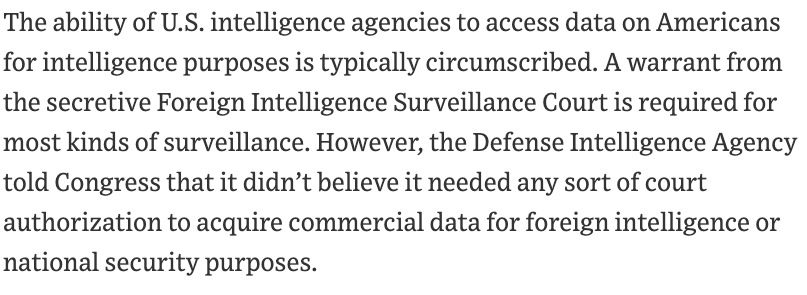 The ability of U.S. intelligence agencies to access data on Americans
for intelligence purposes is typically circumscribed. A warrant from
the secretive Foreign Intelligence Surveillance Court is required for
most kinds of surveillance. However, the Defense Intelligence Agency
told Congress that it didn’t believe it needed any sort of court
authorization to acquire commercial data for foreign intelligence or
national security purposes.